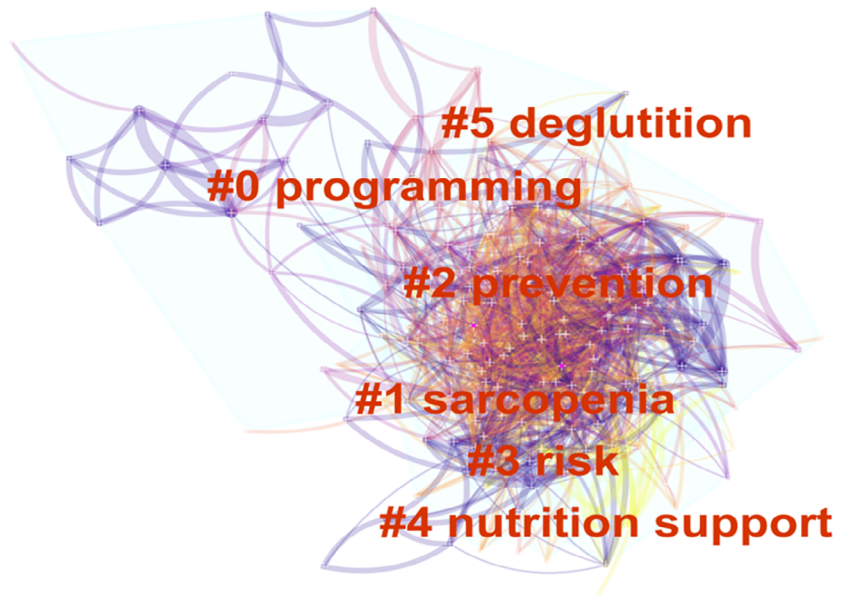 #5 deglutition
#0 programming
#2 prevention
#1 sarcopenia
#3 risk
#4 nutrition support